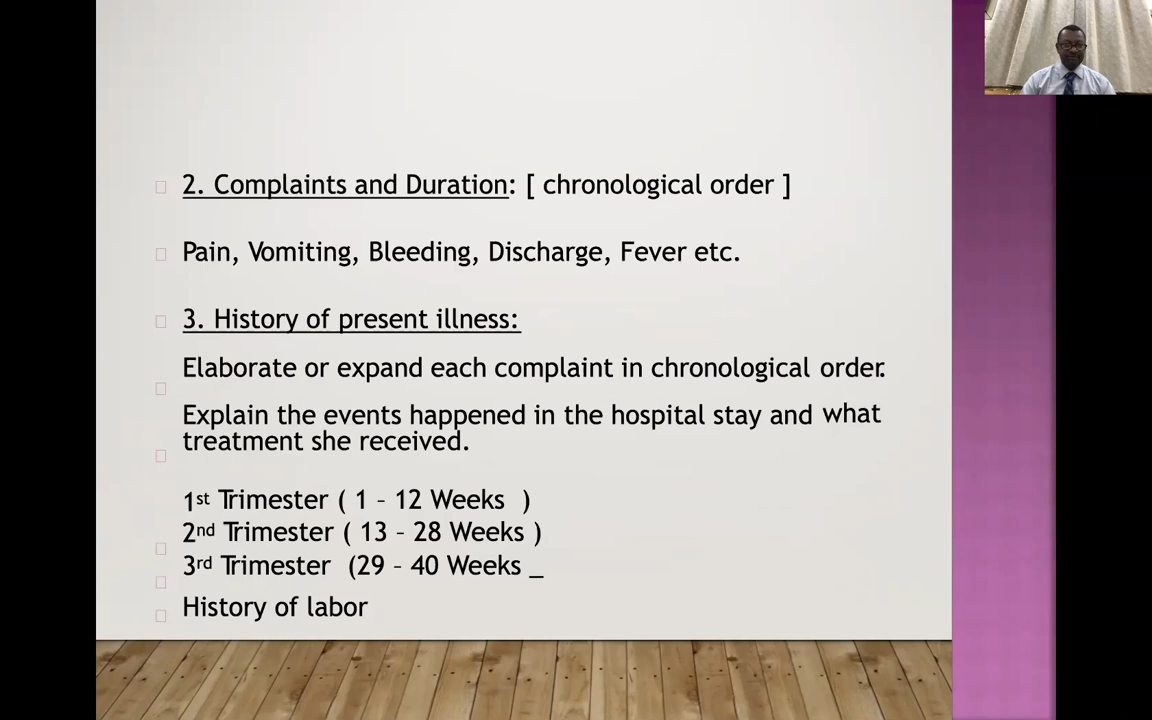 2. Complaints and Duration: [ chronological order ]
Pain, Vomiting, Bleeding, Discharge, Fever etc.
3. History of present illness:
Elaborate or expand each complaint in chronological order.
Explain the events happened in the hospital stay and what
treatment she received.
1st Trimester ( 1 – 12 Weeks )
2nd Trimester ( 13 – 28 Weeks )
3rd Trimester (29 – 40 Weeks _
History of labor